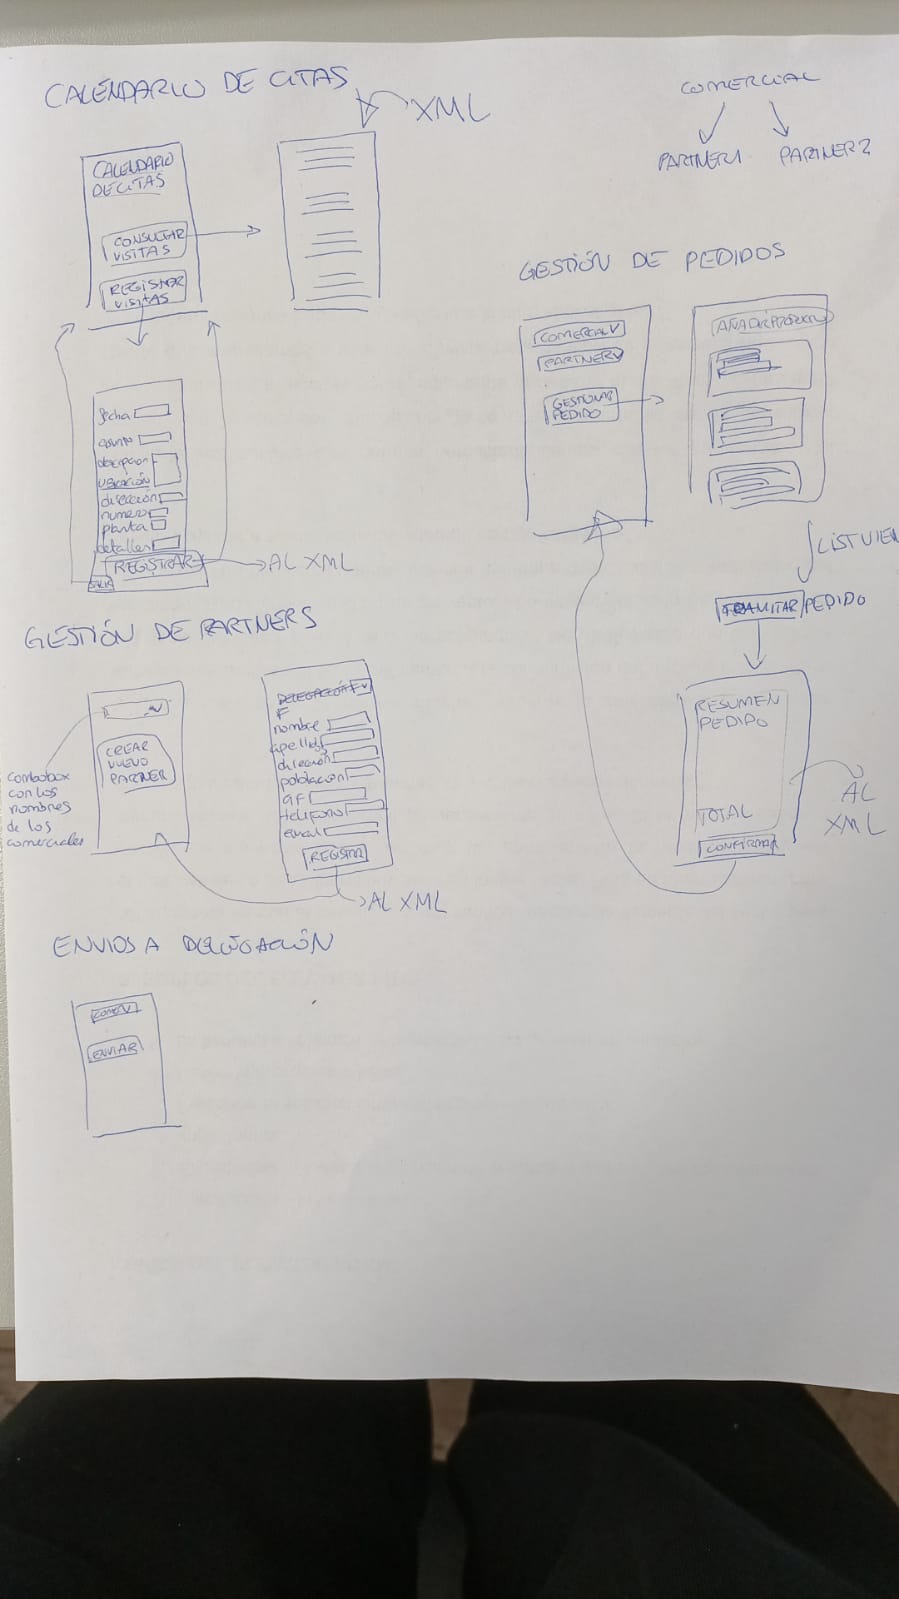 CALENDARIO DE CITAS
XML
CALENDARIO
DE CITAS
CONSULTAR
VISITAS
REGISTRAR
VISITAS
fecha
asunto
descripcion
UBICACIÓN
dirección
numero
planta
detalles
REGISTRAR
SALIR
AL XML
COMERCIAL
PARTNER1
PARTNER2
GESTIÓN DE PEDIDOS
COMERCIAL V
PARTNER V
GESTIONAR
PEDIDO
AÑADIR PRODUCTO
LISTVIEW
TRAMITAR PEDIDO
RESUMEN
PEDIDO
TOTAL
CONFIRMAR
AL
XML
GESTIÓN DE PARTNERS
CREAR
NUEVO
PARTNER
combobox
con los
nombres
de los
comerciales
DELEGACIÓN
nombre
apellidos
dirección
población
CIF
telefono
email
REGISTRAR
AL XML
ENVIOS A DELEGACIÓN
ENVIAR